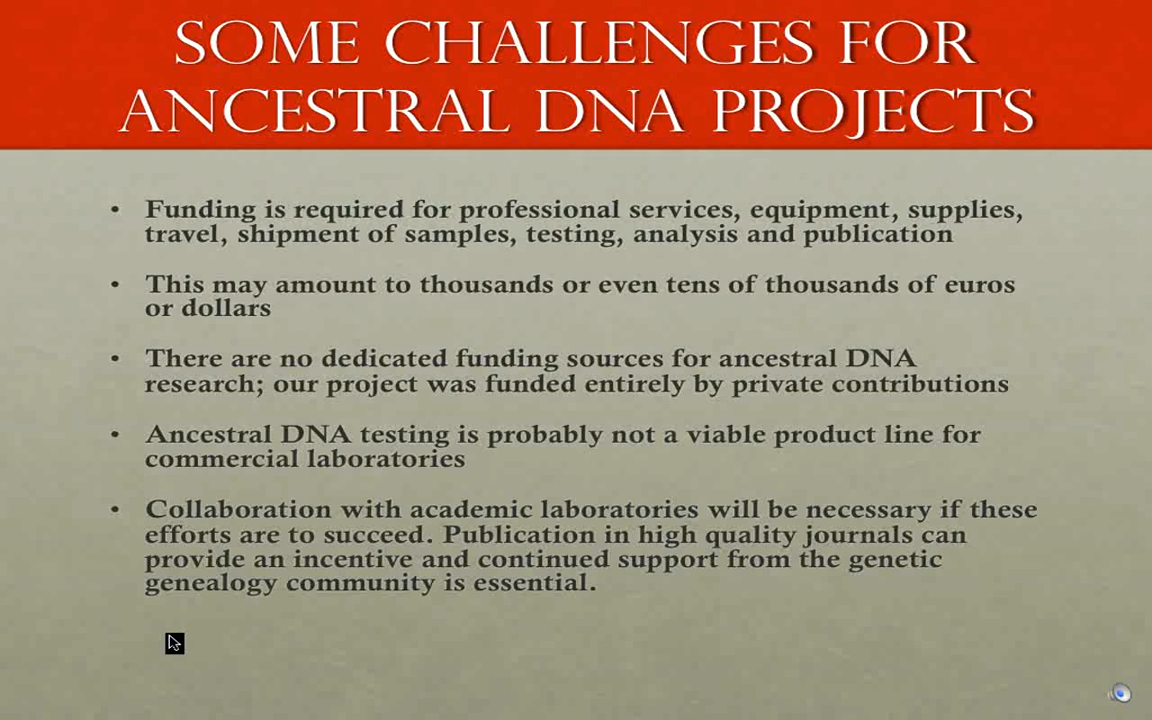 SOME CHALLENGES FOR
ANCESTRAL DNA PROJECTS
• Funding is required for professional services, equipment, supplies,
travel, shipment of samples, testing, analysis and publication
• This may amount to thousands or even tens of thousands of euros
or dollars
• There are no dedicated funding sources for ancestral DNA
research; our project was funded entirely by private contributions
• Ancestral DNA testing is probably not a viable product line for
commercial laboratories
• Collaboration with academic laboratories will be necessary if these
efforts are to succeed. Publication in high quality journals can
provide an incentive and continued support from the genetic
genealogy community is essential.